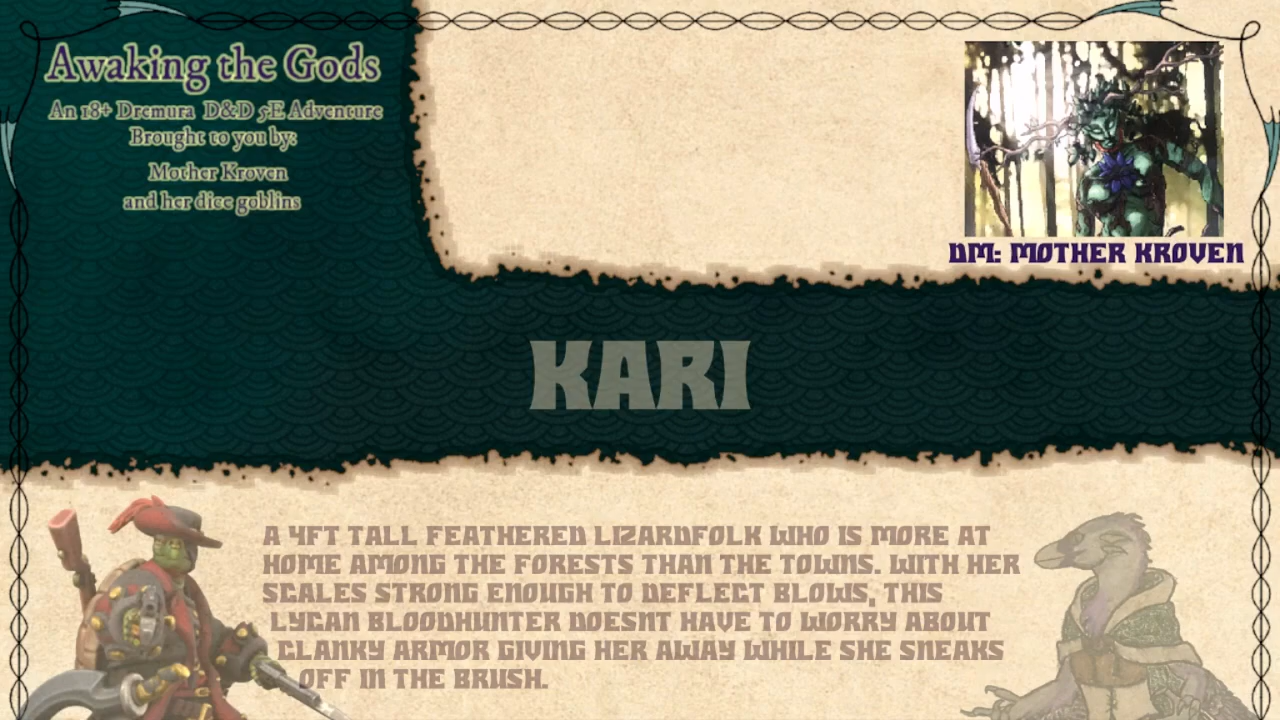 Awaking the Gods
An 18+ Dremura D&D 5E Adventure
Brought to you by:
Mother Kroven
and her dice goblins
DM: MOTHER KROVEN
KARI
A 4FT TALL FEATHERED LIZARDFOLK WHO IS MORE AT
HOME AMONG THE FORESTS THAN THE TOWNS. WITH HER
SCALES STRONG ENOUGH TO DEFLECT BLOWS, THIS
LYCAN BLOODHUNTER DOESNT HAVE TO WORRY ABOUT
CLANKY ARMOR GIVING HER AWAY WHILE SHE SNEAKS
OFF IN THE BRUSH.